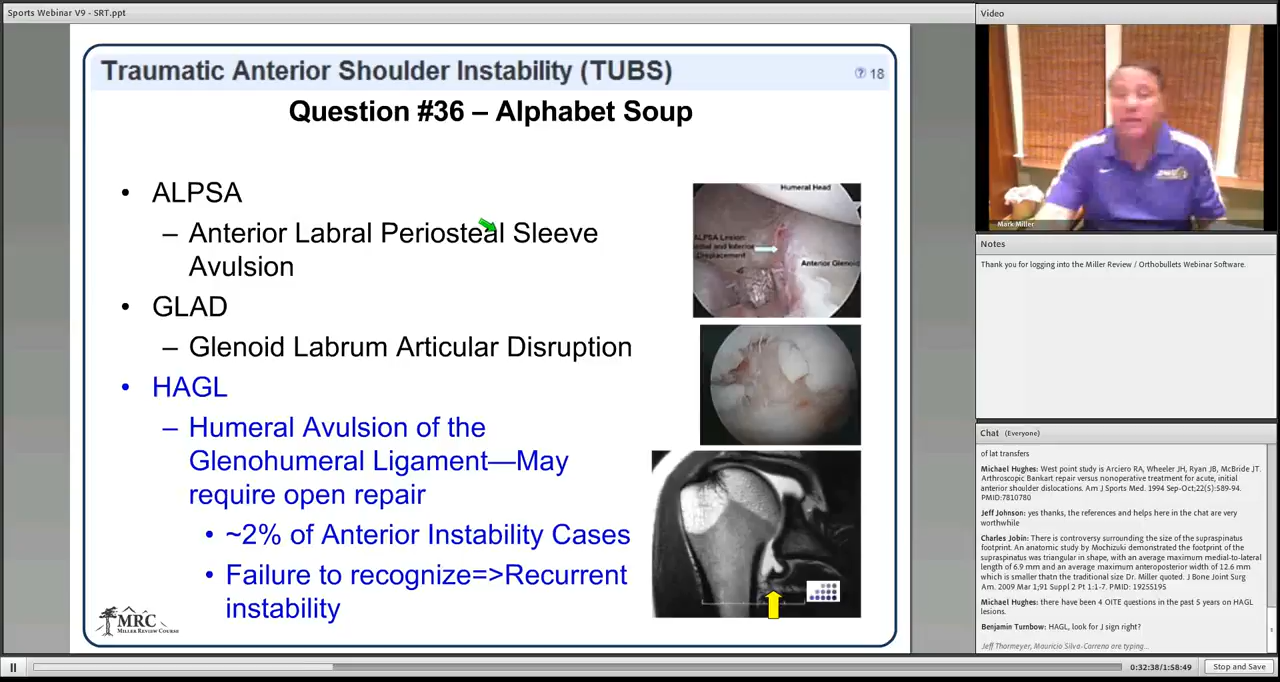 Sports Webinar V9 - SRT.ppt
Traumatic Anterior Shoulder Instability (TUBS)
18
Question #36 – Alphabet Soup
• ALPSA
– Anterior Labral Periosteal Sleeve
Avulsion
• GLAD
– Glenoid Labrum Articular Disruption
• HAGL
– Humeral Avulsion of the
Glenohumeral Ligament—May
require open repair
• ~2% of Anterior Instability Cases
• Failure to recognize=>Recurrent
instability
Humeral Head
ALPSA Lesion:
and Inferior
Displacement
Anterior Glenoid
MRC
MILLER REVIEW COURSE
Video
Mark Miller
Notes
Thank you for logging into the Miller Review / Orthobullets Webinar Software.
Chat (Everyone)
of lat transfers
Michael Hughes: West point study is Arciero RA, Wheeler JH, Ryan JB, McBride JT.
Arthroscopic Bankart repair versus nonoperative treatment for acute, initial
anterior shoulder dislocations. Am J Sports Med. 1994 Sep-Oct;22(5):589-94.
PMID:7810780
Jeff Johnson: yes thanks, the references and helps here in the chat are very
worthwhile
Charles Jobin: There is controversy surrounding the size of the supraspinatus
footprint. An anatomic study by Mochizuki demonstrated the footprint of the
supraspinatus was triangular in shape, with an average maximum medial-to-lateral
length of 6.9 mm and an average maximum anteroposterior width of 12.6 mm
which is smaller thatn the traditional size Dr. Miller quoted. J Bone Joint Surg
Am. 2009 Mar 1;91 Suppl 2 Pt 1:1-7. PMID: 19255195
Michael Hughes: there have been 4 OITE questions in the past 5 years on HAGL
lesions.
Benjamin Turnbow: HAGL, look for J sign right?
Jeff Thormeyer, Mauricio Silva-Carreno are typing...
0:32:38/1:58:49
Stop and Save